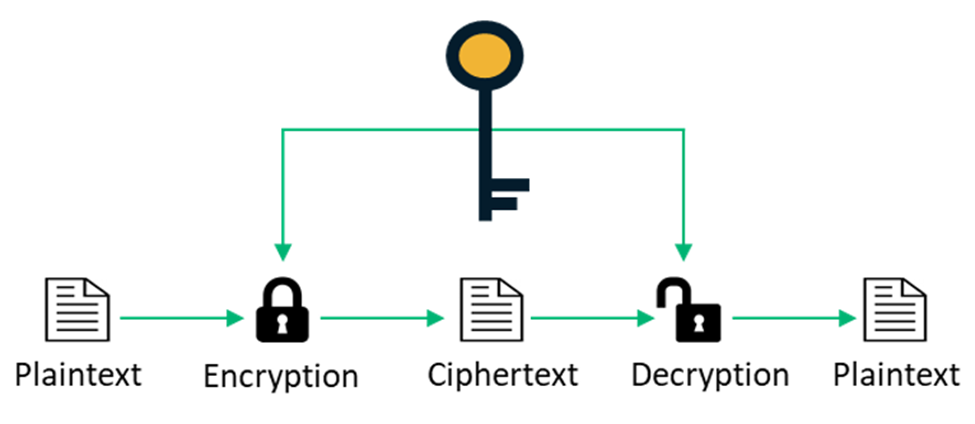 Plaintext
Encryption
Ciphertext
Decryption
Plaintext